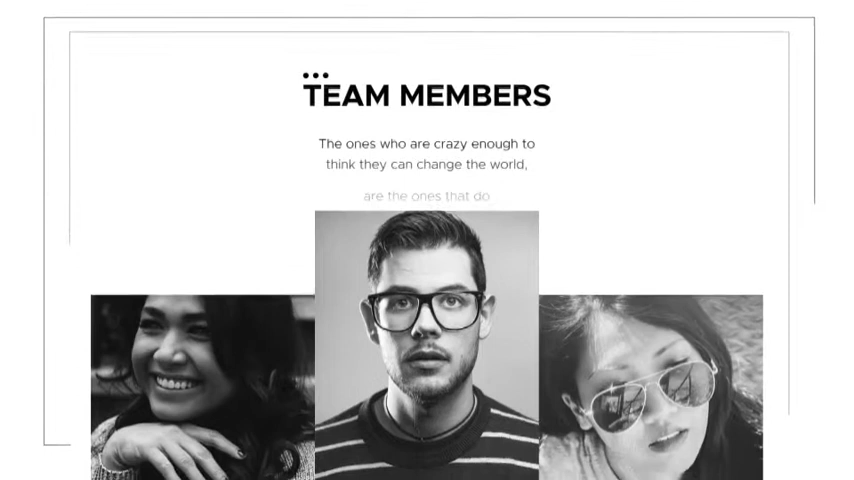 TEAM MEMBERS
The ones who are crazy enough to
think they can change the world,
are the ones that do